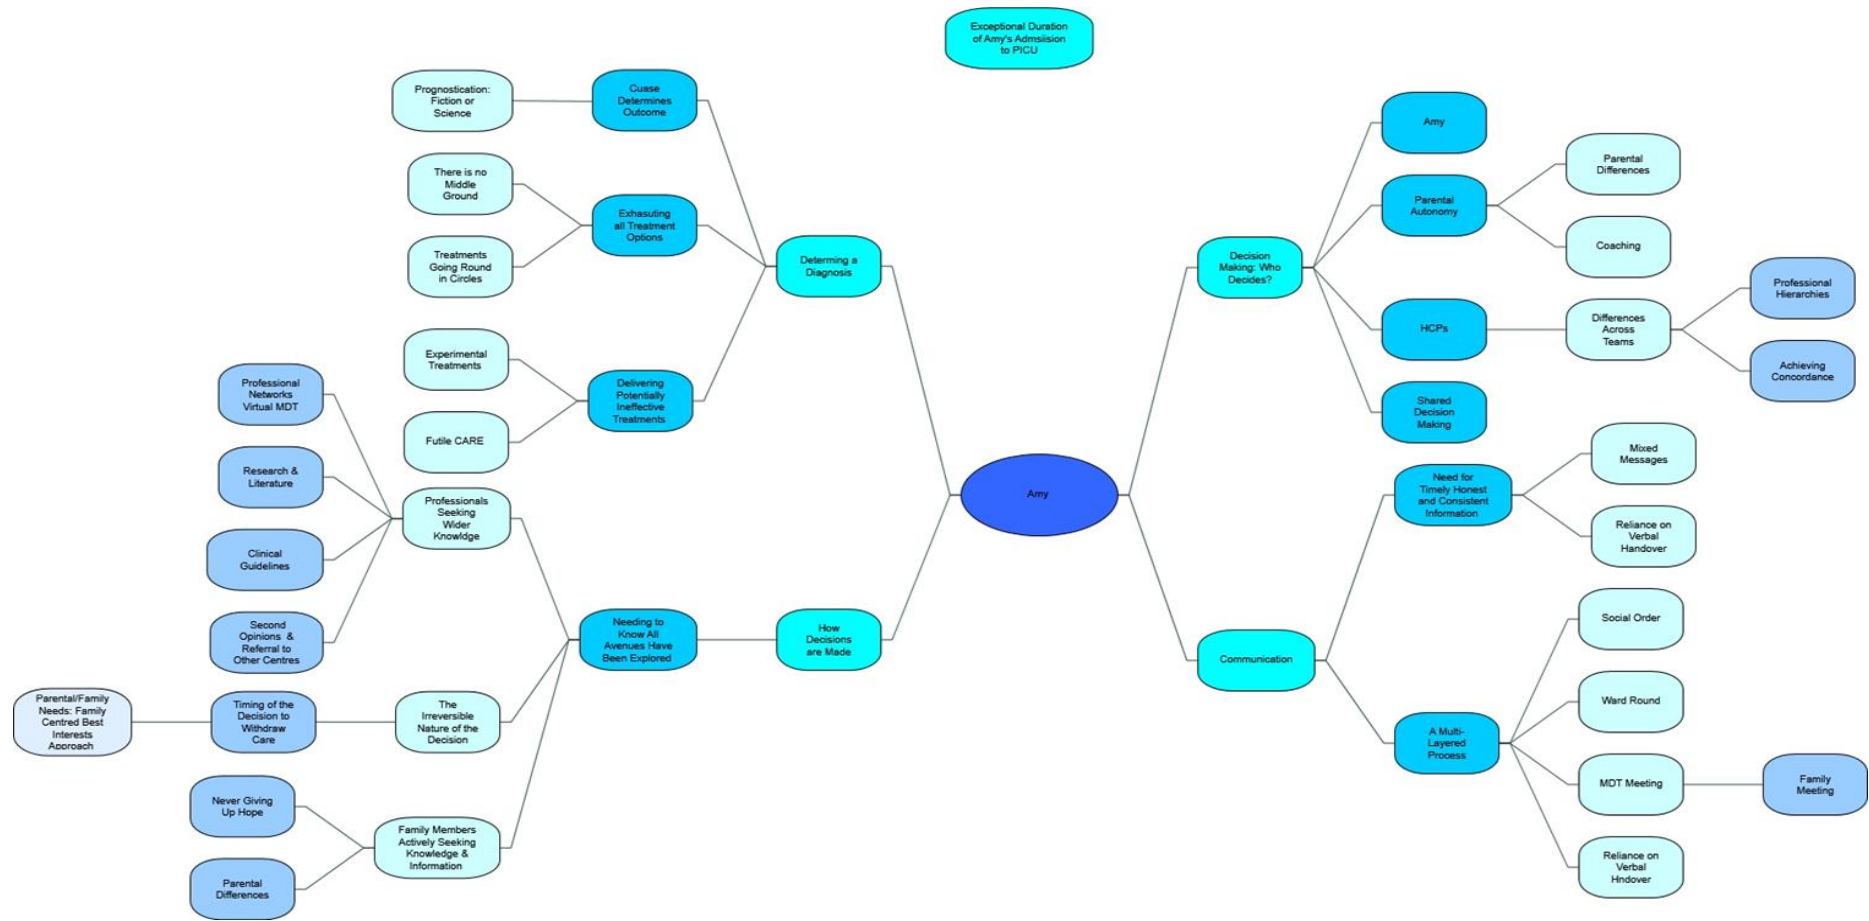 Exceptional Duration
of Amy's Admsiision
to PICU
Prognostication:
Fiction or
Science
Cuase
Determines
Outcome
There is no
Middle
Ground
Exhasuting
all Treatment
Options
Treatments
Going Round
in Circles
Determing a
Diagnosis
Experimental
Treatments
Delivering
Potentially
Ineffective
Treatments
Futile CARE
Professional
Networks
Virtual MDT
Research &
Literature
Professionals
Seeking
Wider
Knowldge
Clinical
Guidelines
Second
Opinions &
Referral to
Other Centres
Needing to
Know All
Avenues Have
Been Explored
How
Decisions
are Made
Parental/Family
Needs: Family
Centred Best
Interests
Approach
Timing of the
Decision to
Withdraw
Care
The
Irreversible
Nature of the
Decision
Never Giving
Up Hope
Family Members
Actively Seeking
Knowledge &
Information
Parental
Differences
Amy
Decision
Making: Who
Decides?
Amy
Parental
Autonomy
Parental
Differences
Coaching
HCPs
Differences
Across
Teams
Professional
Hierarchies
Achieving
Concordance
Shared
Decision
Making
Communication
Need for
Timely Honest
and Consistent
Information
Mixed
Messages
Reliance on
Verbal
Handover
A Multi-
Layered
Process
Social Order
Ward Round
MDT Meeting
Family
Meeting
Reliance on
Verbal
Hndover